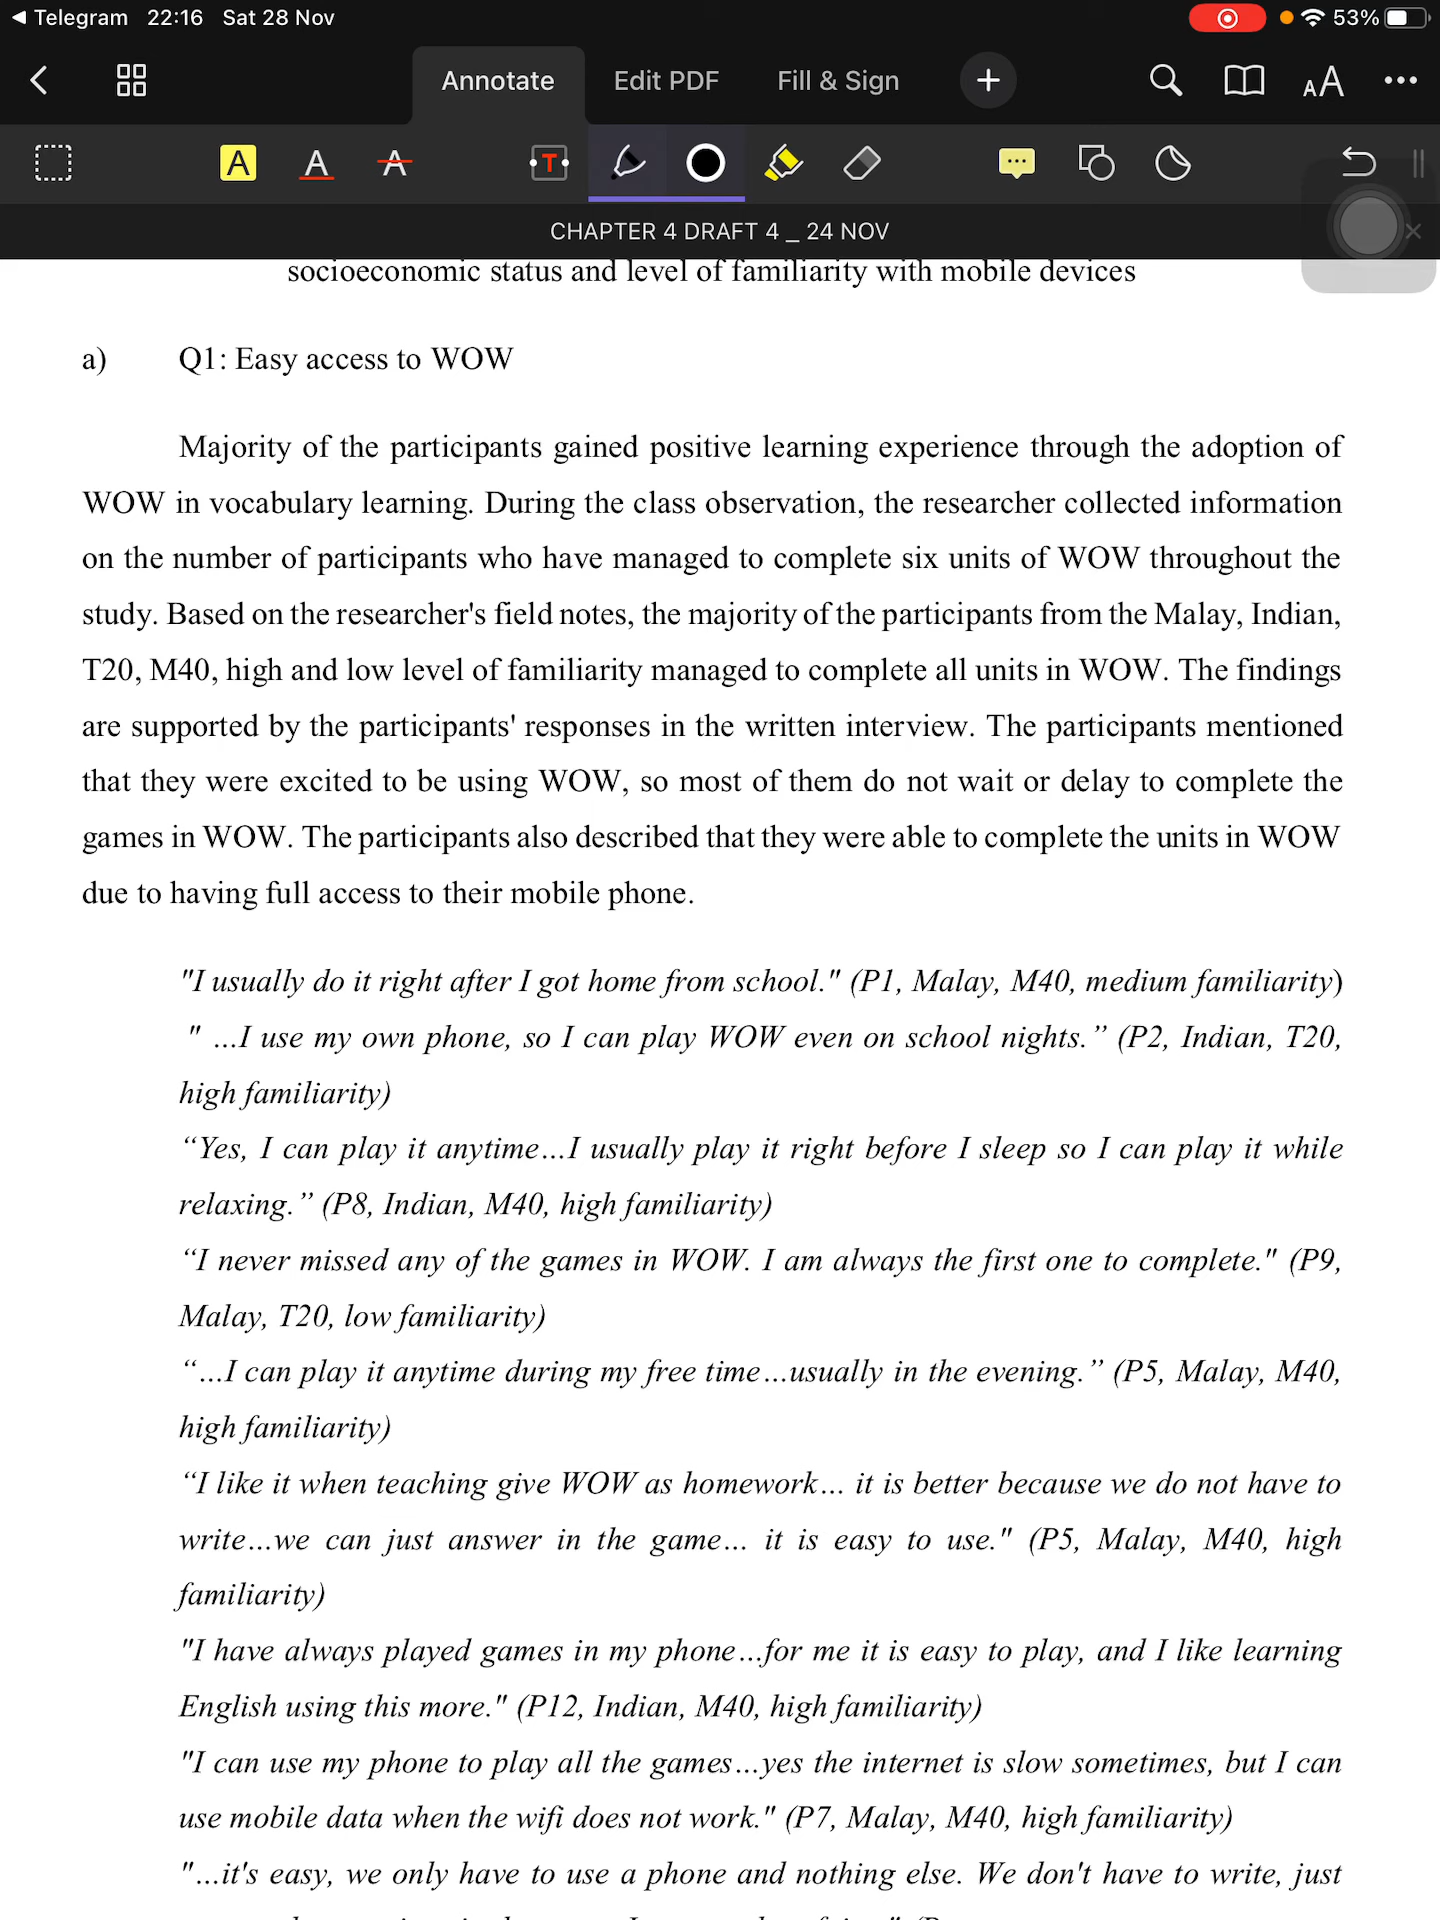 ◀ Telegram 22:16 Sat 28 Nov 53%
Annotate Edit PDF Fill & Sign
AA
A A A T
CHAPTER 4 DRAFT 4 _ 24 NOV
socioeconomic status and level of familiarity with mobile devices
a) Q1: Easy access to WOW
Majority of the participants gained positive learning experience through the adoption of
WOW in vocabulary learning. During the class observation, the researcher collected information
on the number of participants who have managed to complete six units of WOW throughout the
study. Based on the researcher's field notes, the majority of the participants from the Malay, Indian,
T20, M40, high and low level of familiarity managed to complete all units in WOW. The findings
are supported by the participants' responses in the written interview. The participants mentioned
that they were excited to be using WOW, so most of them do not wait or delay to complete the
games in WOW. The participants also described that they were able to complete the units in WOW
due to having full access to their mobile phone.
"I usually do it right after I got home from school." (P1, Malay, M40, medium familiarity)
" …I use my own phone, so I can play WOW even on school nights.” (P2, Indian, T20,
high familiarity)
“Yes, I can play it anytime…I usually play it right before I sleep so I can play it while
relaxing.” (P8, Indian, M40, high familiarity)
“I never missed any of the games in WOW. I am always the first one to complete." (P9,
Malay, T20, low familiarity)
“…I can play it anytime during my free time…usually in the evening.” (P5, Malay, M40,
high familiarity)
“I like it when teaching give WOW as homework… it is better because we do not have to
write…we can just answer in the game… it is easy to use." (P5, Malay, M40, high
familiarity)
"I have always played games in my phone…for me it is easy to play, and I like learning
English using this more." (P12, Indian, M40, high familiarity)
"I can use my phone to play all the games…yes the internet is slow sometimes, but I can
use mobile data when the wifi does not work." (P7, Malay, M40, high familiarity)
"…it's easy, we only have to use a phone and nothing else. We don't have to write, just